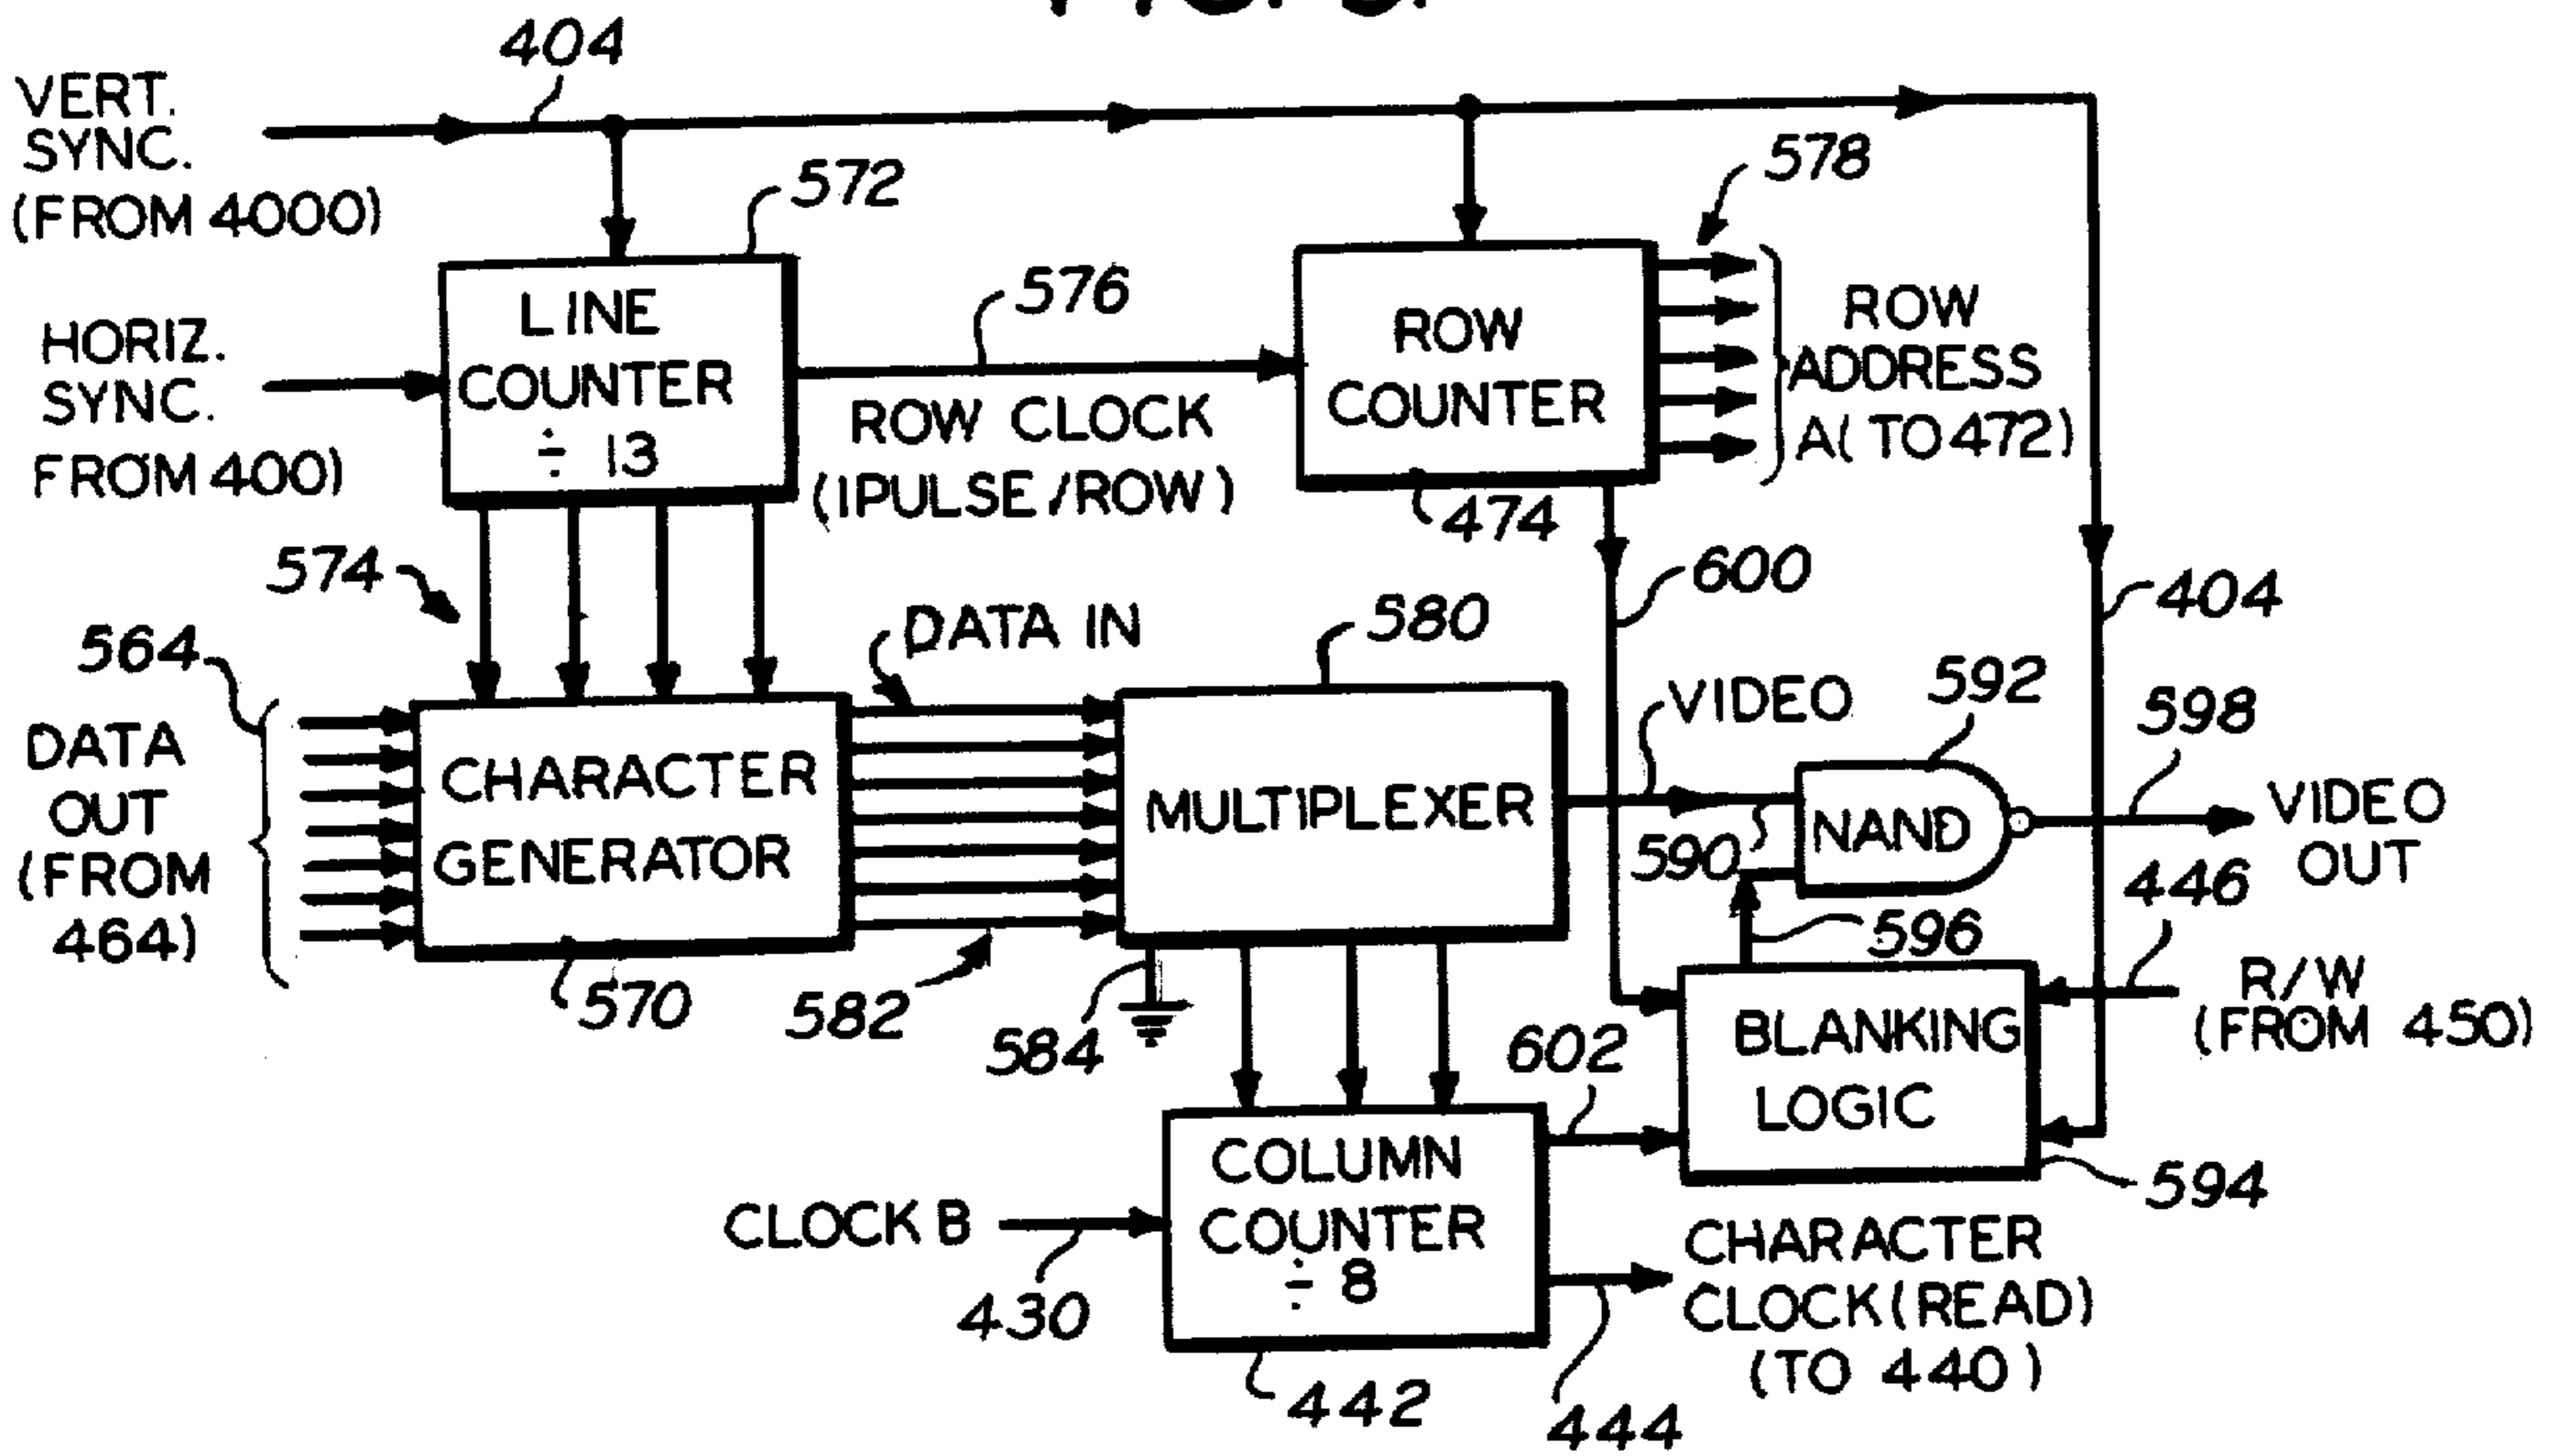 404
VERT.
SYNC.
(FROM 4000)
572
578
HORIZ.
SYNC.
FROM 400)
LINE
COUNTER
÷ 13
576
ROW CLOCK
(1PULSE/ROW)
ROW
COUNTER
474
ROW
ADDRESS
A( TO 472)
574
564
DATA IN
580
600
404
DATA
OUT
(FROM
464)
CHARACTER
GENERATOR
570
582
MULTIPLEXER
584
VIDEO
590
592
NAND
598
VIDEO
OUT
596
446
R/W
(FROM 450)
BLANKING
LOGIC
594
602
CLOCK B
430
COLUMN
COUNTER
÷ 8
442
CHARACTER
CLOCK(READ)
(TO 440)
444